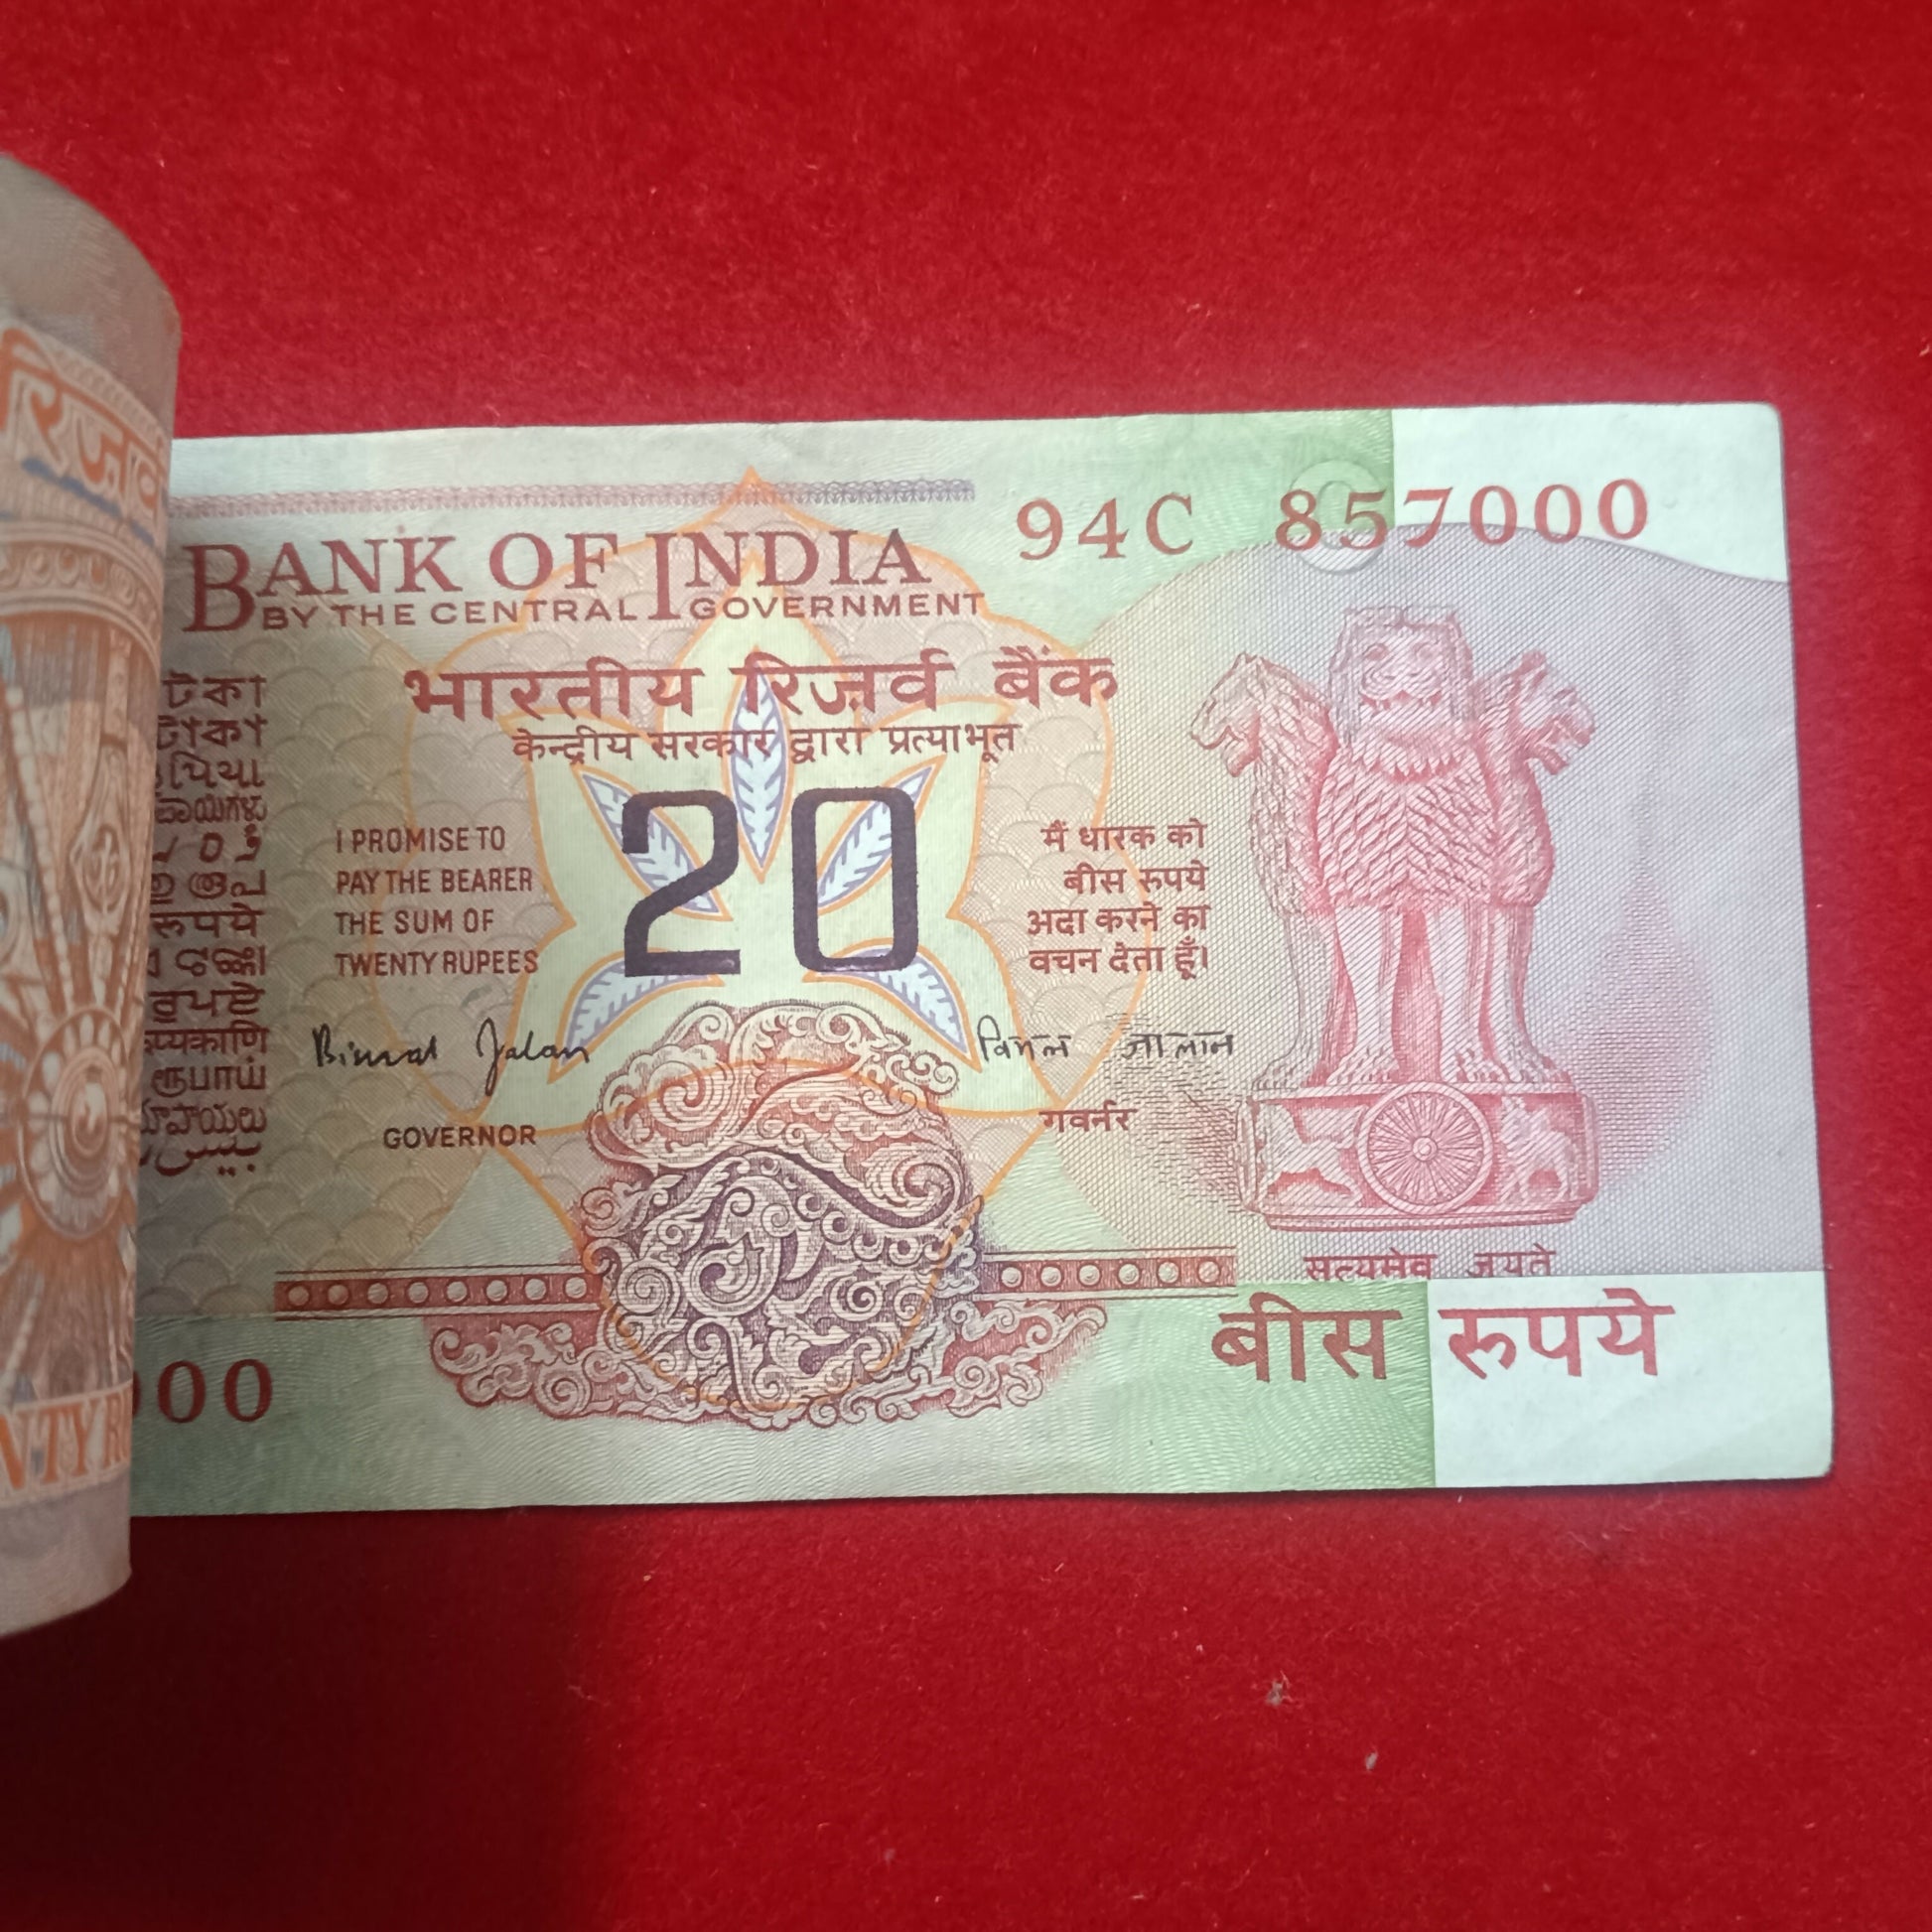 रिज़र्व
BANK OF INDIA
94C 857000
BY THE CENTRAL GOVERNMENT
भारतीय रिज़र्व बैंक
केन्द्रीय सरकार द्वारा प्रत्याभूत
टका
टाका
રૂપિયા
रुपये
I PROMISE TO
PAY THE BEARER
THE SUM OF
TWENTY RUPEES
20
मैं धारक को
बीस रुपये
अदा करने का
वचन देता हूँ।
Bimal Jalan
विमल जालान
GOVERNOR
गवर्नर
सत्यमेव जयते
बीस रुपये
000